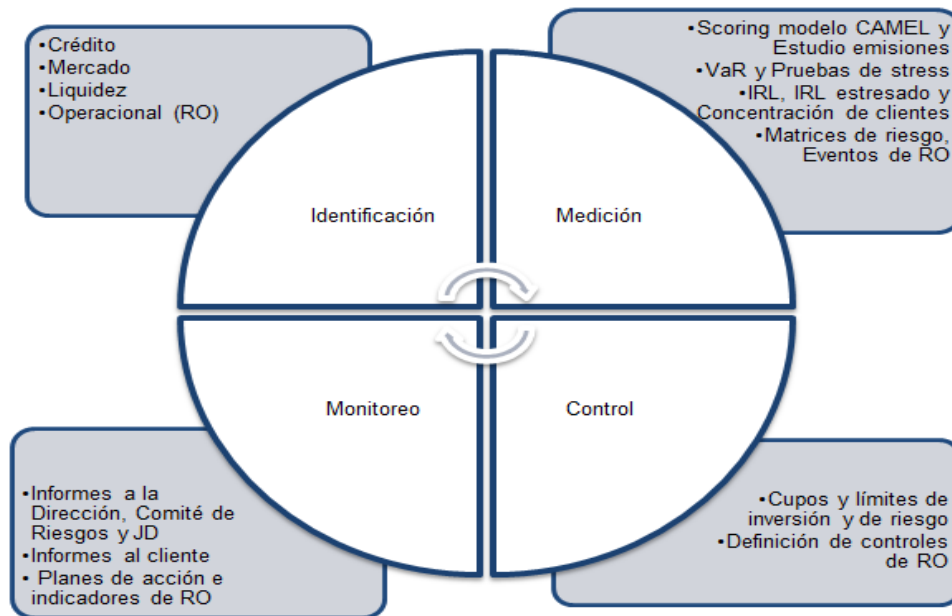 •Crédito
•Mercado
•Liquidez
•Operacional (RO)
•Scoring modelo CAMEL y
Estudio emisiones
•VaR y Pruebas de stress
•IRL, IRL estresado y
Concentración de clientes
•Matrices de riesgo,
Eventos de RO
Identificación
Medición
Monitoreo
Control
•Informes a la
Dirección, Comité de
Riesgos y JD
•Informes al cliente
• Planes de acción e
indicadores de RO
•Cupos y límites de
inversión y de riesgo
•Definición de controles
de RO